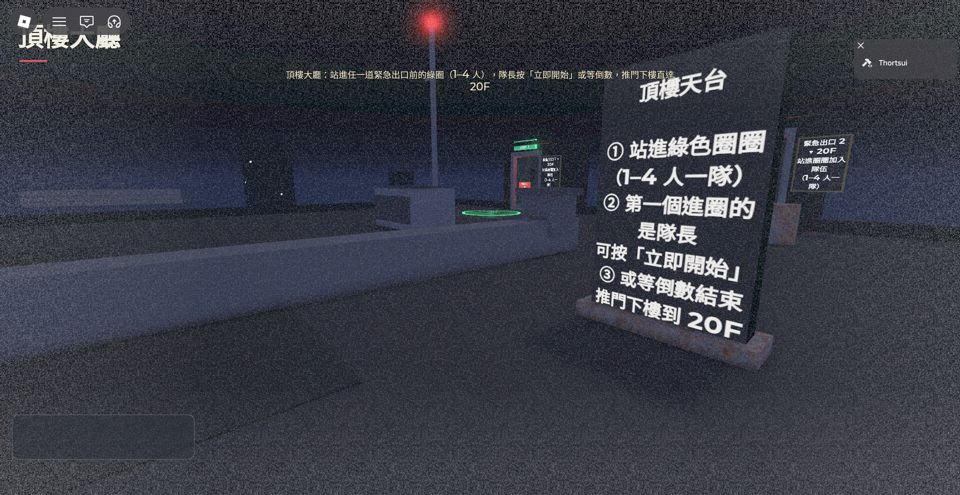 頂樓大廳
頂樓大廳：站進任一道緊急出口前的綠圈（1–4 人），隊長按「立即開始」或等倒數，推門下樓直達
20F
Thortsui
頂樓天台
① 站進綠色圈圈
（1–4 人一隊）
② 第一個進圈的
是隊長
可按「立即開始」
③ 或等倒數結束
推門下樓到 20F
緊急出口 2
▼ 20F
站進圈圈加入
隊伍
（1–4 人一
隊）